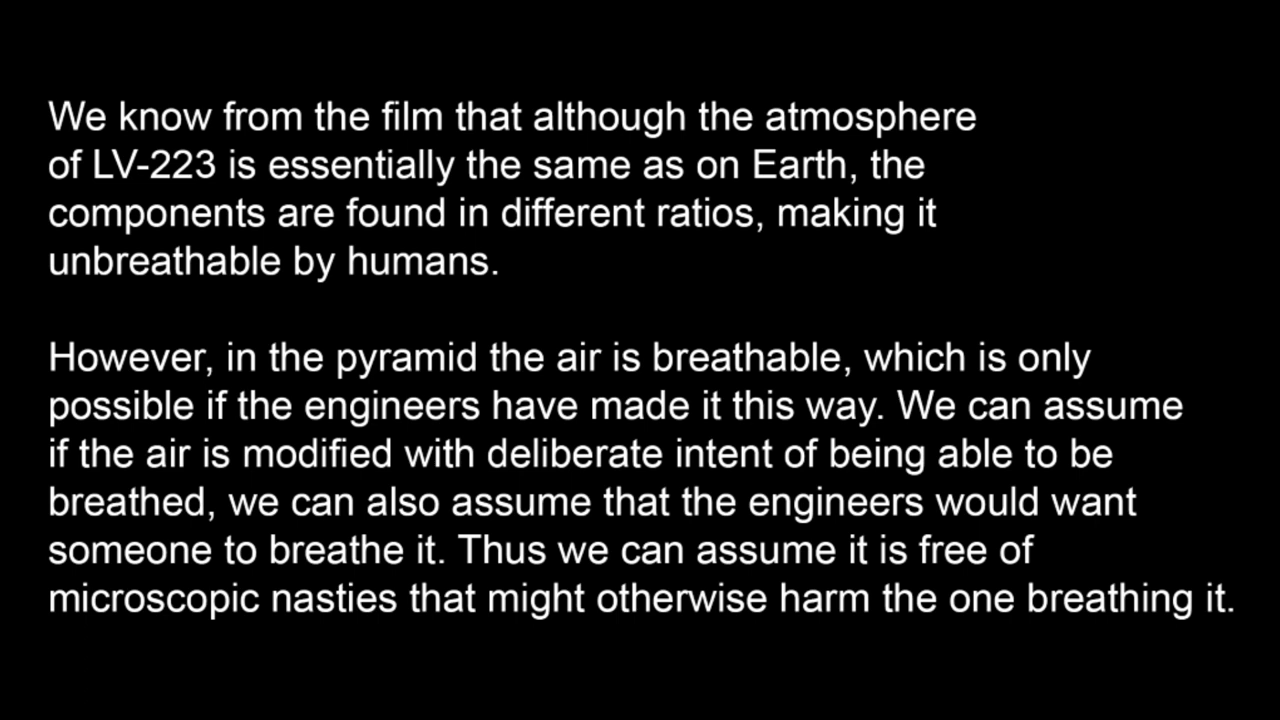 We know from the film that although the atmosphere
of LV-223 is essentially the same as on Earth, the
components are found in different ratios, making it
unbreathable by humans.
However, in the pyramid the air is breathable, which is only
possible if the engineers have made it this way. We can assume
if the air is modified with deliberate intent of being able to be
breathed, we can also assume that the engineers would want
someone to breathe it. Thus we can assume it is free of
microscopic nasties that might otherwise harm the one breathing it.